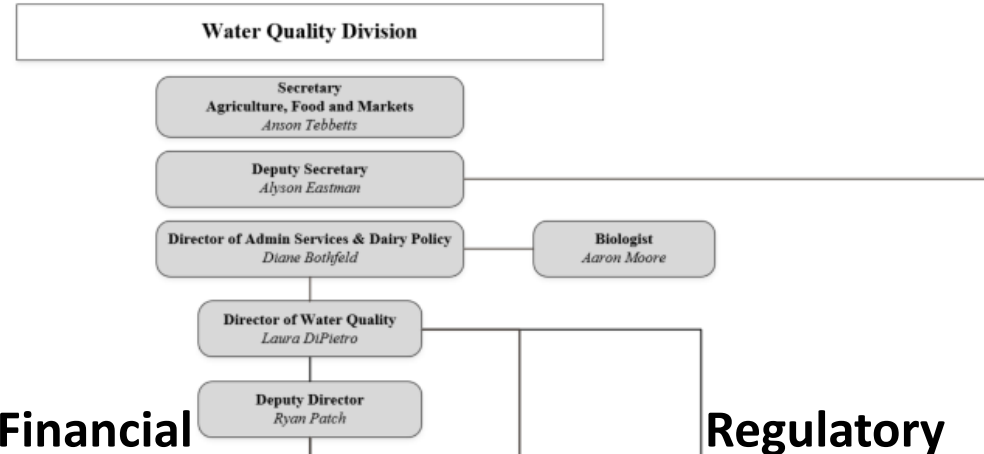 Water Quality Division
Secretary
Agriculture, Food and Markets
Anson Tebbetts
Deputy Secretary
Alyson Eastman
Director of Admin Services & Dairy Policy
Diane Bothfeld
Biologist
Aaron Moore
Director of Water Quality
Laura DiPietro
Deputy Director
Ryan Patch
Financial
Regulatory